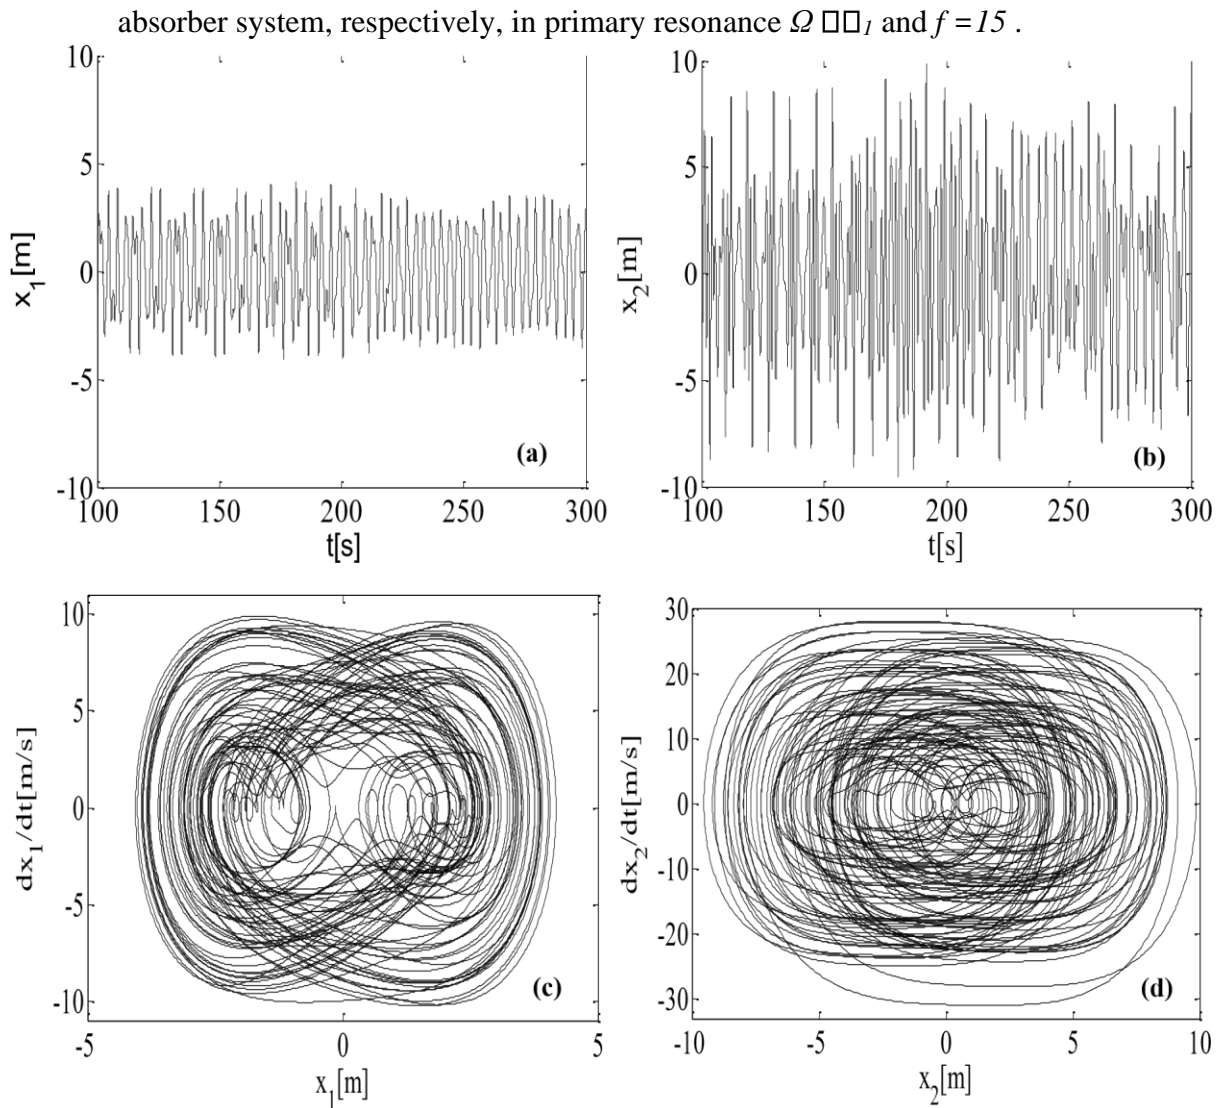 absorber system, respectively, in primary resonance Ω □□1 and f =15 .
10
5
0
-5
-10
x1[m]
(a)
100 150 200 250 300
t[s]
10
5
0
-5
-10
x2[m]
(b)
100 150 200 250 300
t[s]
10
5
0
-5
-10
dx1/dt[m/s]
(c)
-5 0 5
x1[m]
30
20
10
0
-10
-20
-30
dx2/dt[m/s]
(d)
-10 -5 0 5 10
x2[m]